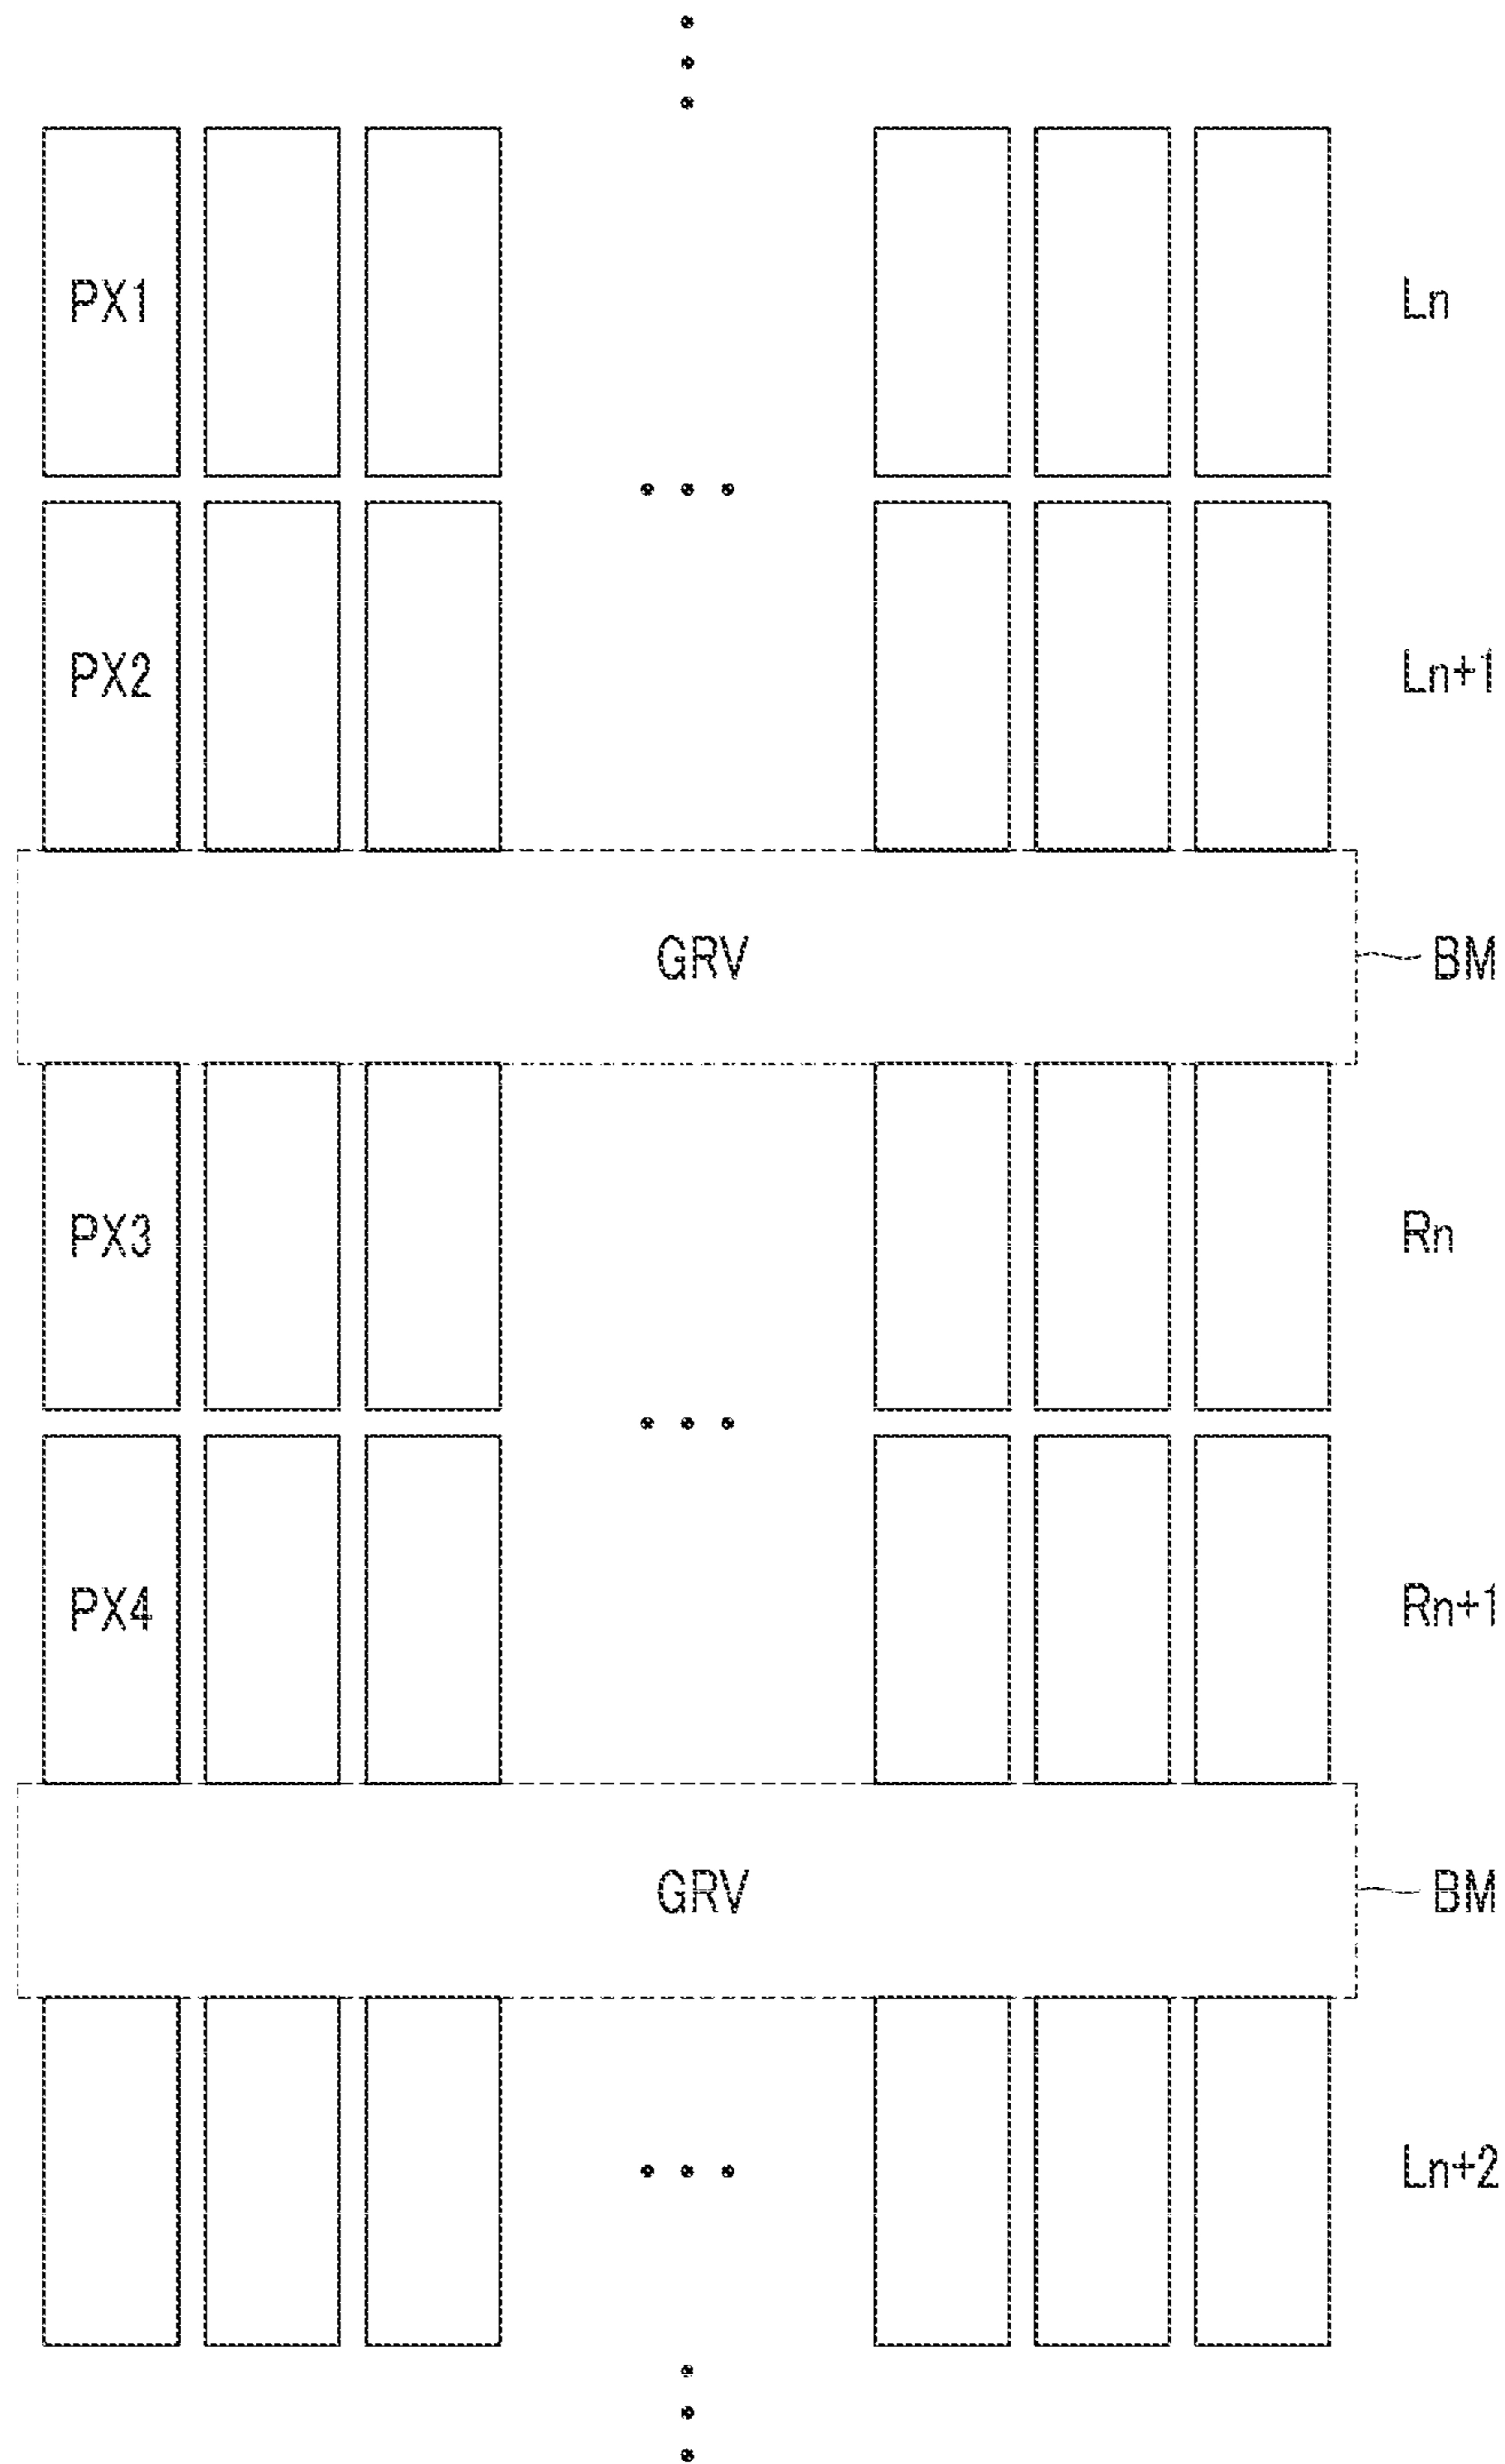 PX1 Ln
PX2 Ln+1
GRV BM
PX3 Rn
PX4 Rn+1
GRV BM
Ln+2